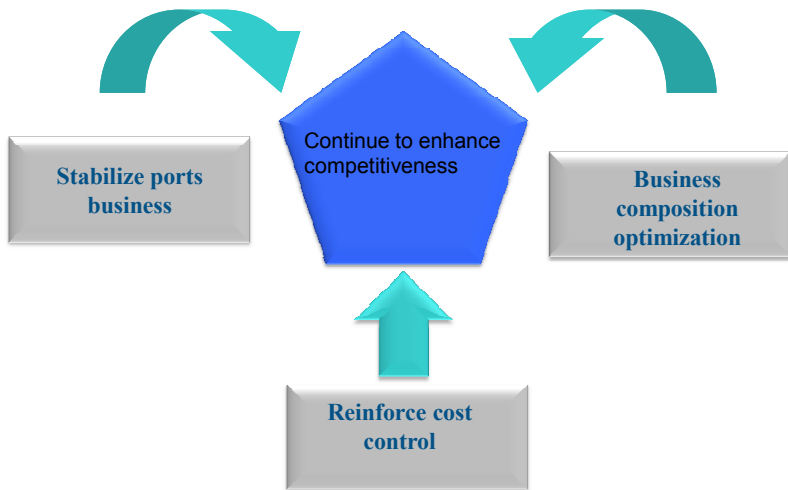 Continue to enhance
competitiveness
Stabilize ports
business
Business
composition
optimization
Reinforce cost
control